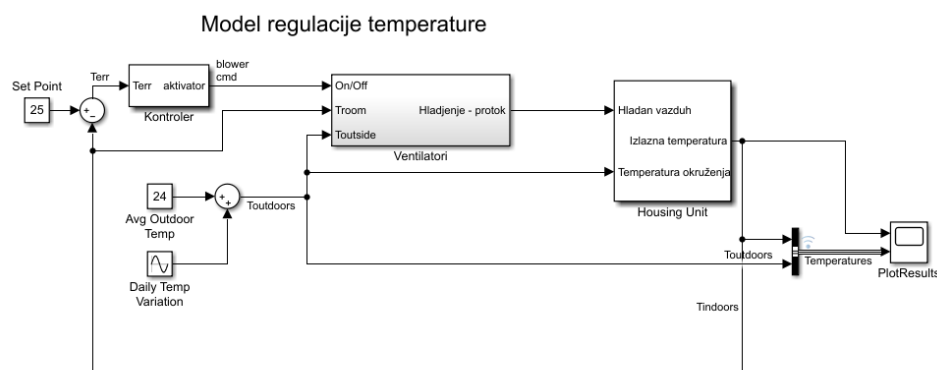 Model regulacije temperature
Set Point
25
Terr
Terr aktivator
Kontroler
blower
cmd
On/Off
Troom
Toutside
Hladjenje - protok
Ventilatori
Hladan vazduh
Izlazna temperatura
Temperatura okruženja
Housing Unit
24
Avg Outdoor
Temp
Toutdoors
Daily Temp
Variation
Toutdoors
Temperatures
PlotResults
Tindoors